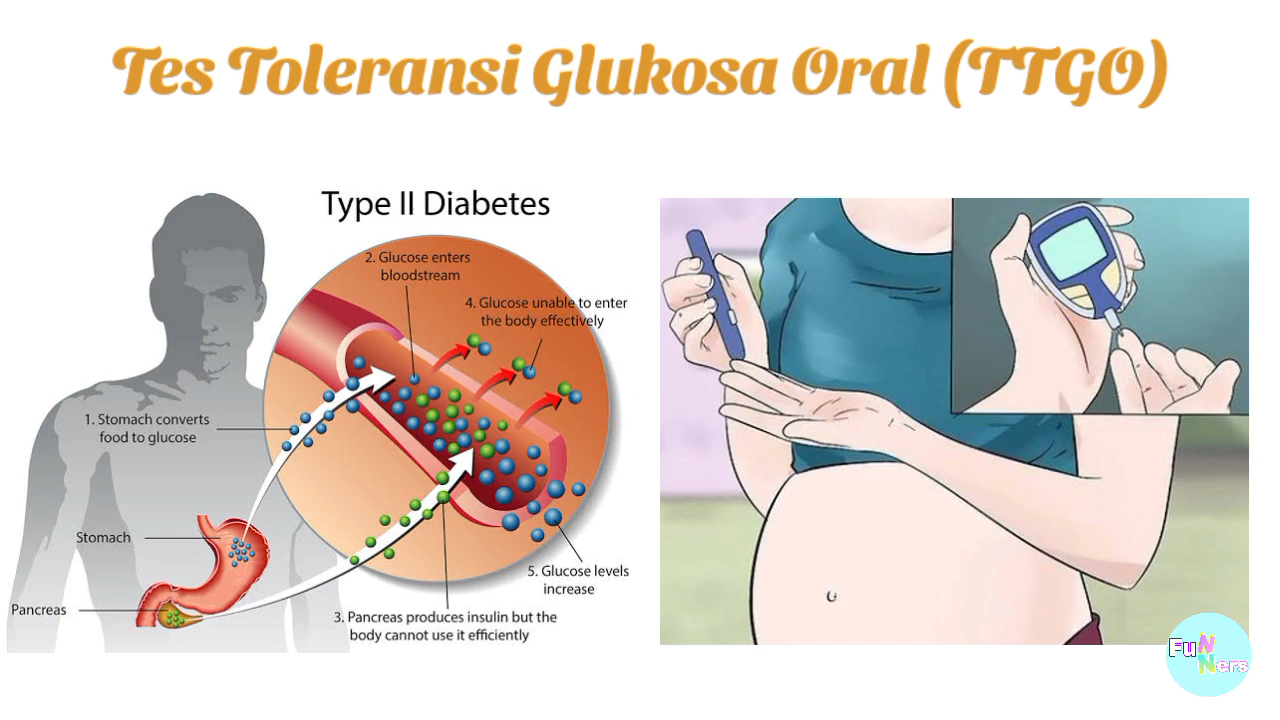 Tes Toleransi Glukosa Oral (TTGO)
Type II Diabetes
2. Glucose enters
bloodstream
4. Glucose unable to enter
the body effectively
1. Stomach converts
food to glucose
Stomach
Pancreas
5. Glucose levels
increase
3. Pancreas produces insulin but the
body cannot use it efficiently
FuN
Ners